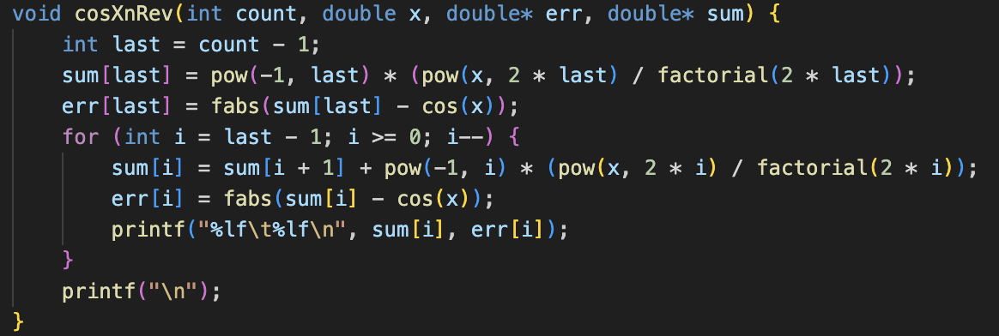 void cosXnRev(int count, double x, double* err, double* sum) {
    int last = count - 1;
    sum[last] = pow(-1, last) * (pow(x, 2 * last) / factorial(2 * last));
    err[last] = fabs(sum[last] - cos(x));
    for (int i = last - 1; i >= 0; i--) {
        sum[i] = sum[i + 1] + pow(-1, i) * (pow(x, 2 * i) / factorial(2 * i));
        err[i] = fabs(sum[i] - cos(x));
        printf("%lf\t%lf\n", sum[i], err[i]);
    }
    printf("\n");
}